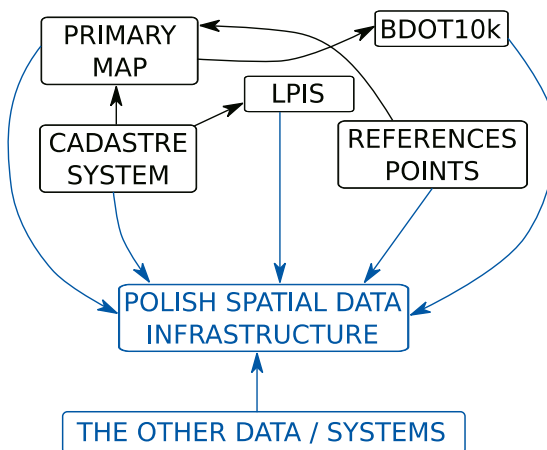 PRIMARY
MAP
BDOT10k
LPIS
CADASTRE
SYSTEM
REFERENCES
POINTS
POLISH SPATIAL DATA
INFRASTRUCTURE
THE OTHER DATA / SYSTEMS